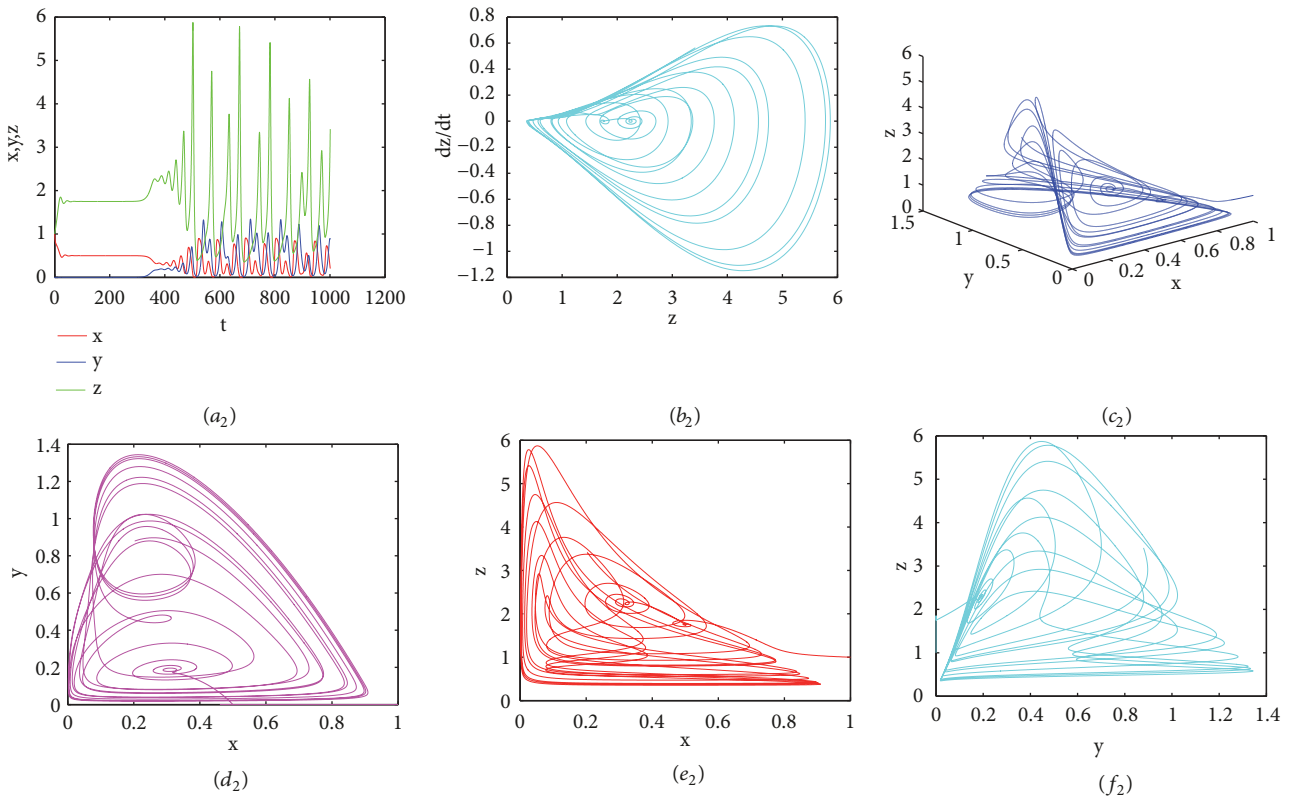 6
5
4
3
2
1
0
x,y,z
0 200 400 600 800 1000 1200
t
x
y
z
(a₂)
0.8
0.6
0.4
0.2
0
−0.2
−0.4
−0.6
−0.8
−1
−1.2
dz/dt
0 1 2 3 4 5 6
z
(b₂)
6
5
4
3
2
1
0
z
1.5
1
0.5
0
y
0 0.2 0.4 0.6 0.8 1
x
(c₂)
1.4
1.2
1
0.8
0.6
0.4
0.2
0
y
0 0.2 0.4 0.6 0.8 1
x
(d₂)
6
5
4
3
2
1
0
z
0 0.2 0.4 0.6 0.8 1
x
(e₂)
6
5
4
3
2
1
0
z
0 0.2 0.4 0.6 0.8 1 1.2 1.4
y
(f₂)